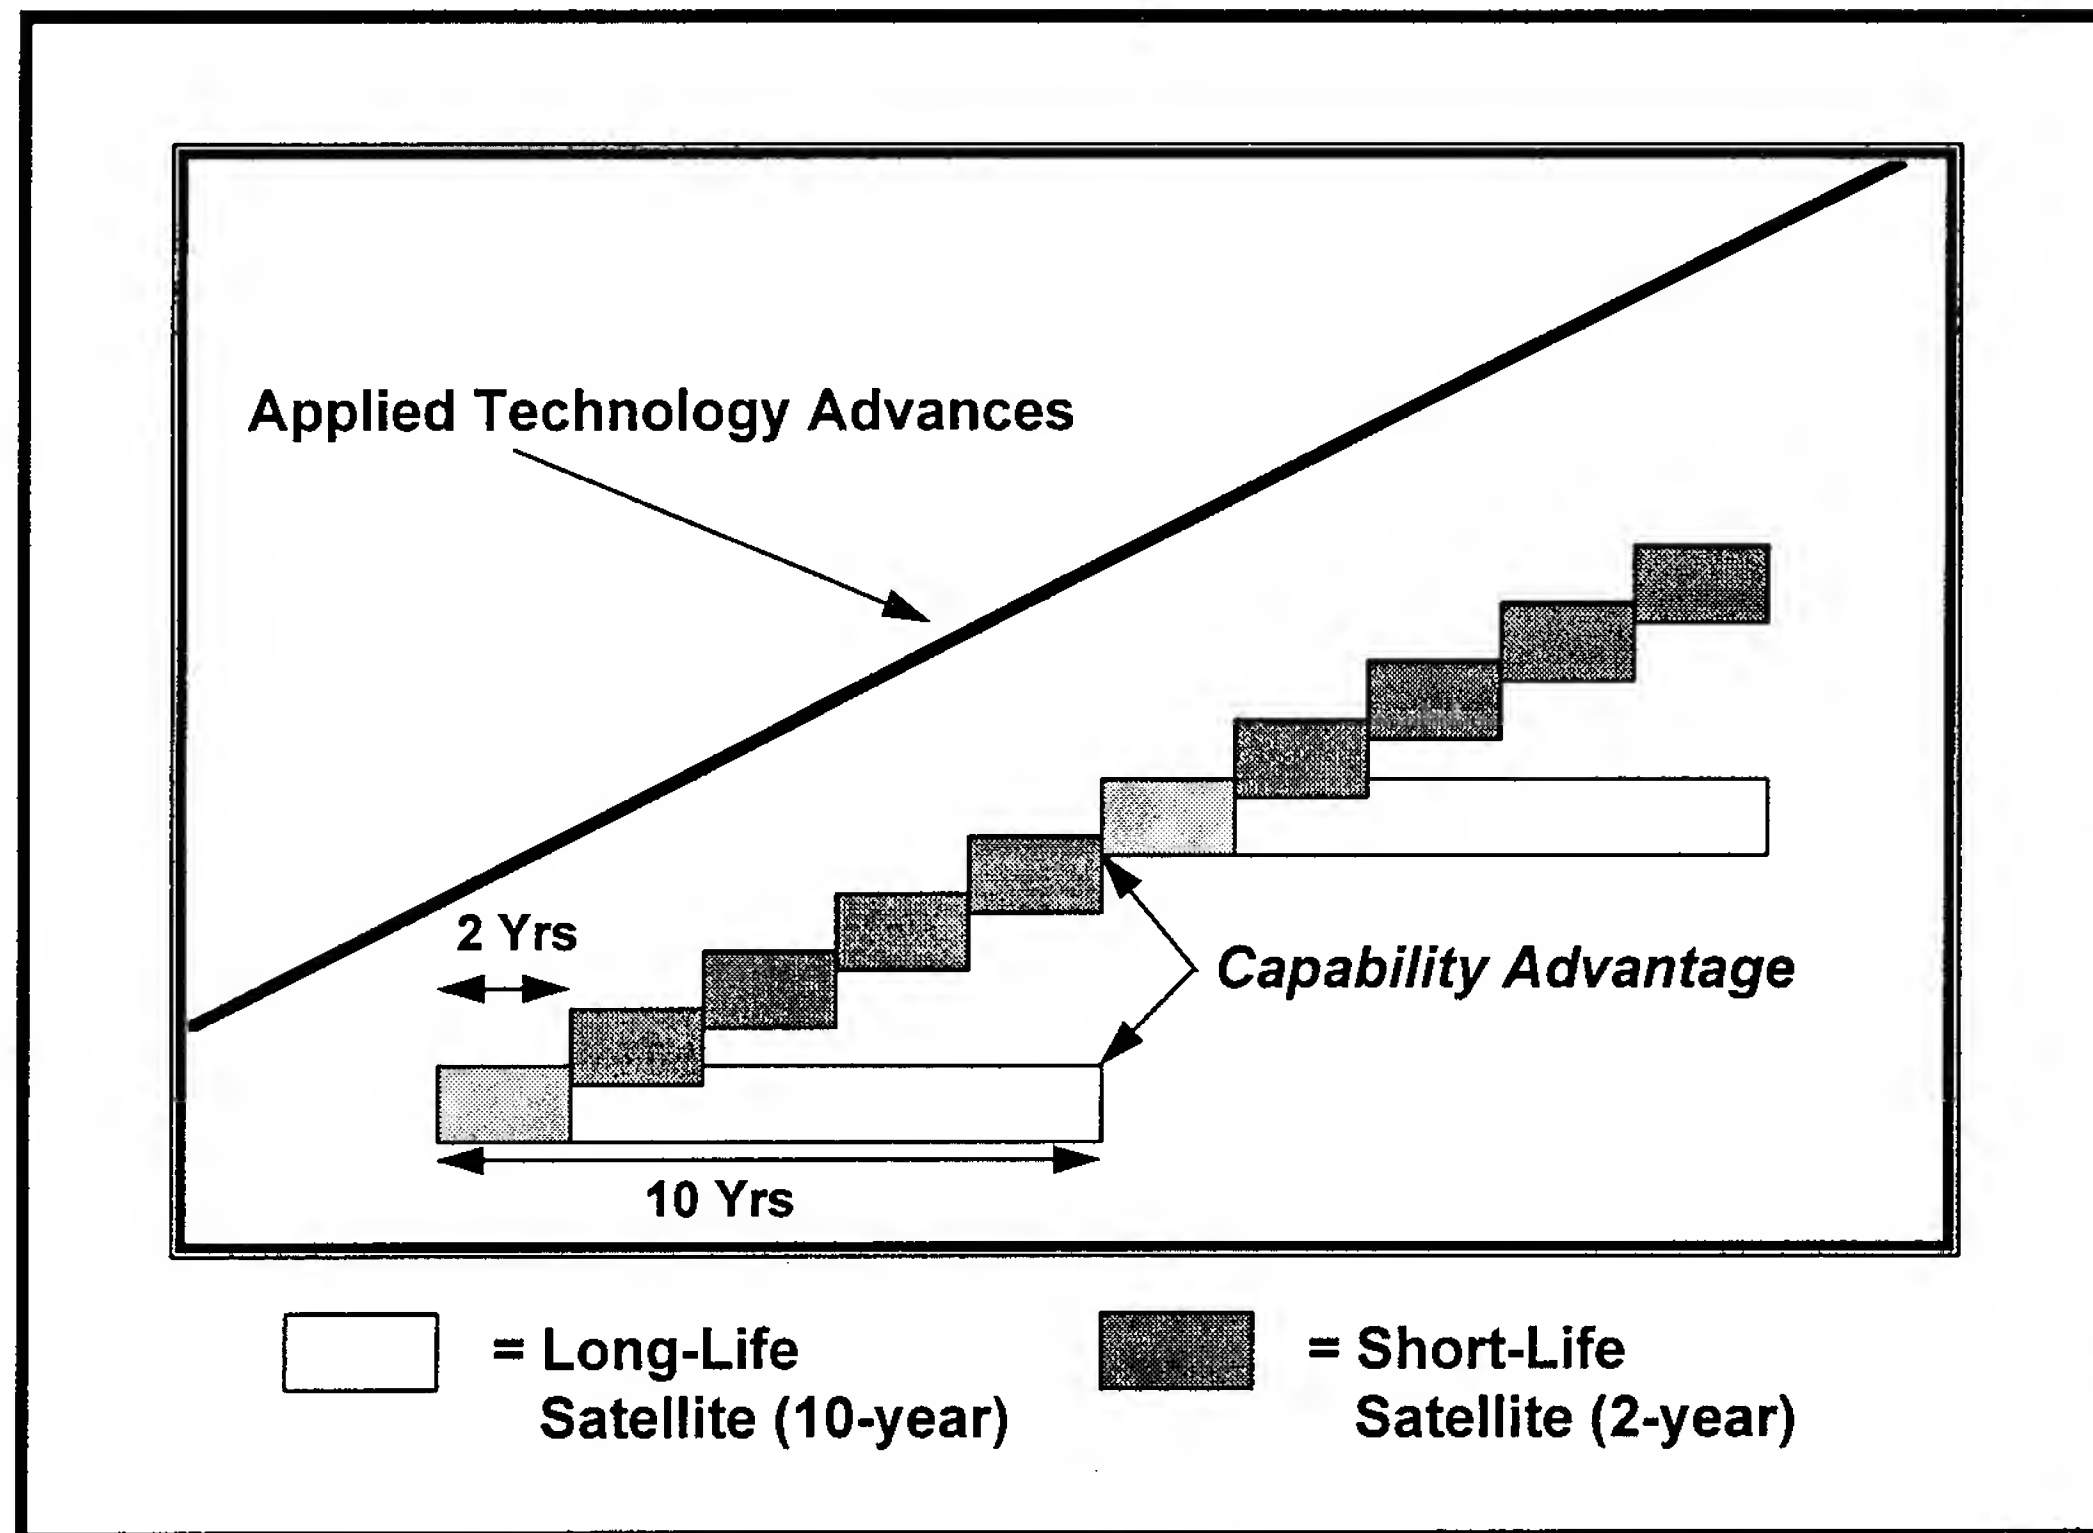 Applied Technology Advances
2 Yrs
Capability Advantage
10 Yrs
= Long-Life
Satellite (10-year)
= Short-Life
Satellite (2-year)